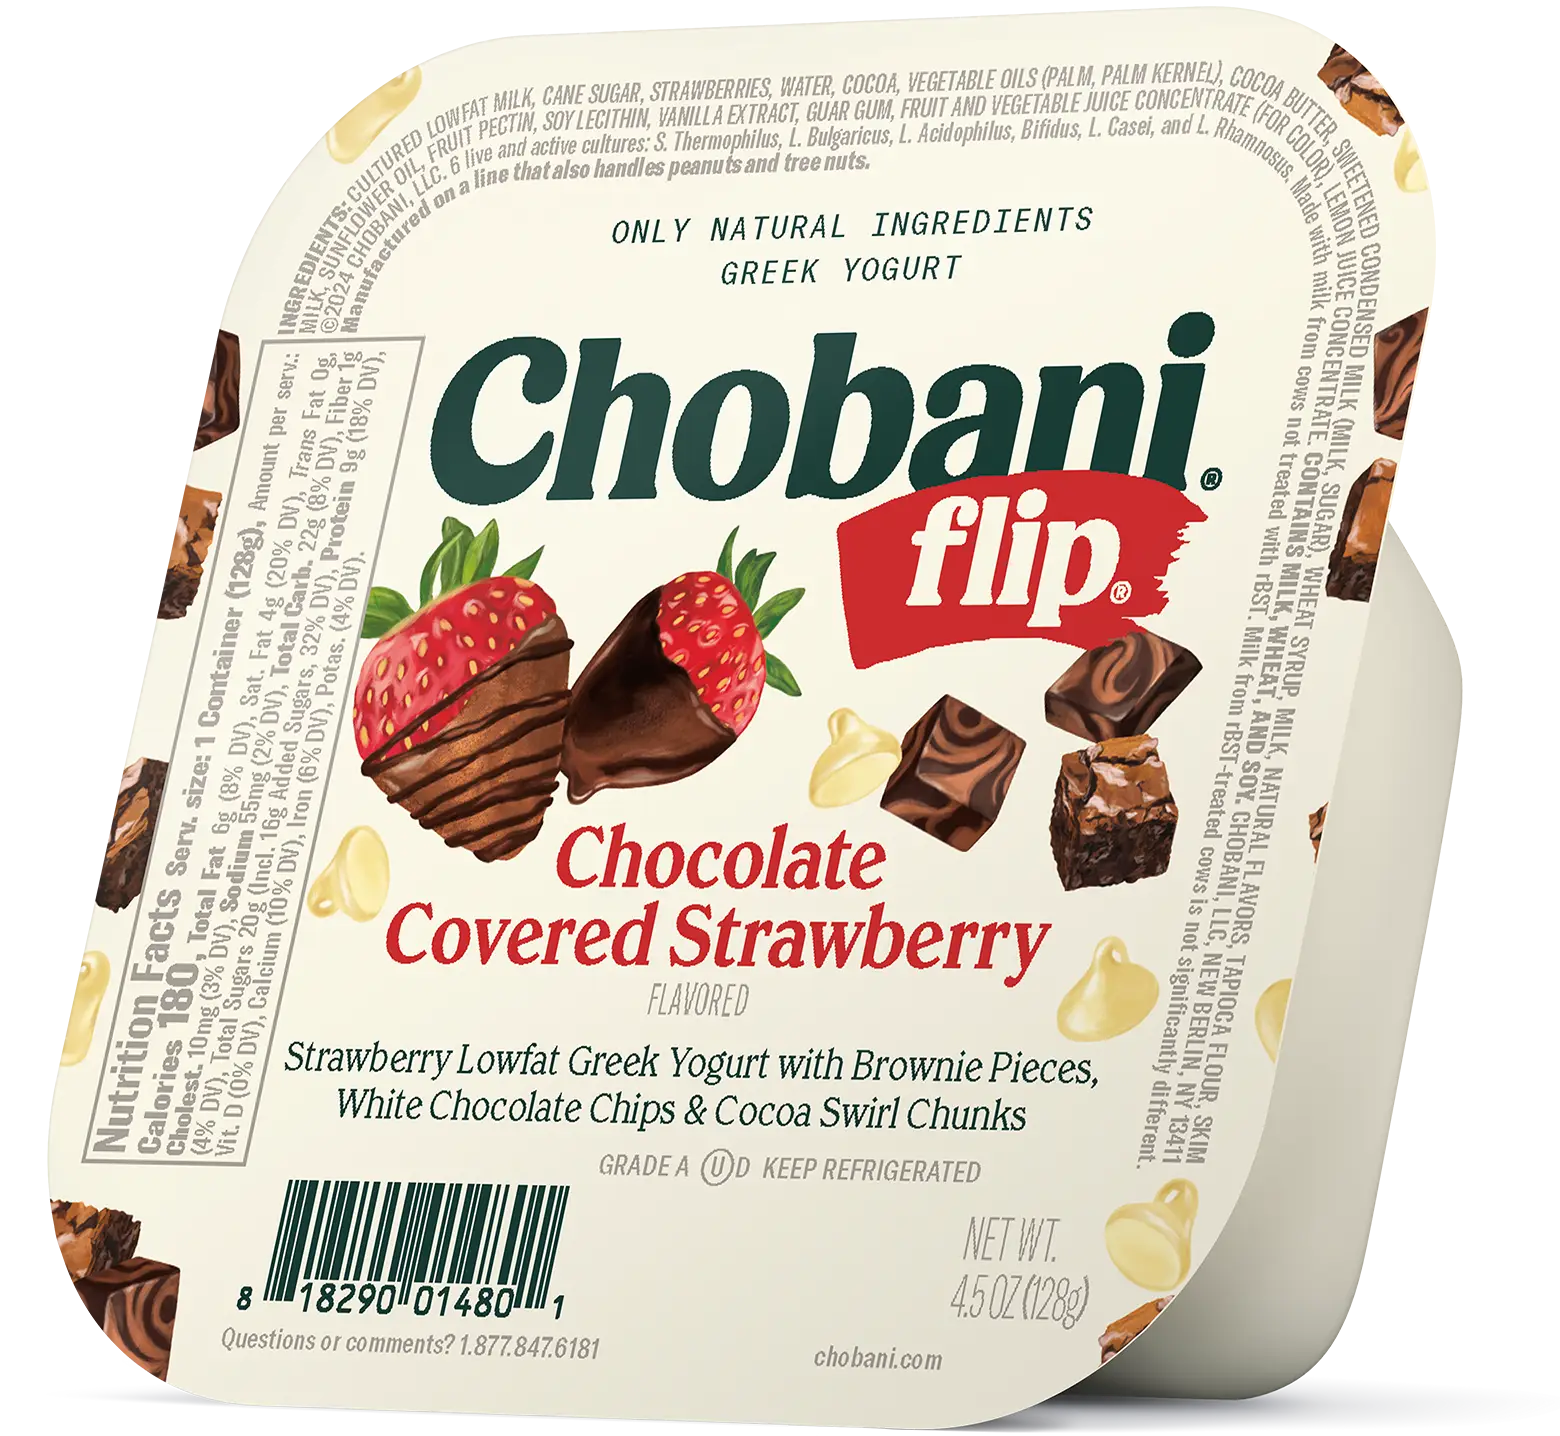 INGREDIENTS: CULTURED LOWFAT MILK, CANE SUGAR, STRAWBERRIES, WATER, COCOA, VEGETABLE OILS (PALM, PALM KERNEL), COCOA BUTTER, SWEETENED CONDENSED MILK (MILK, SUGAR), WHEAT SYRUP, MILK, NATURAL FLAVORS, TAPIOCA FLOUR, SKIM
MILK, SUNFLOWER OIL, FRUIT PECTIN, SOY LECITHIN, VANILLA EXTRACT, GUAR GUM, FRUIT AND VEGETABLE JUICE CONCENTRATE (FOR COLOR), LEMON JUICE CONCENTRATE. CONTAINS MILK, WHEAT, AND SOY. CHOBANI, LLC, NEW BERLIN, NY 13411
©2024 CHOBANI, LLC. 6 live and active cultures: S. Thermophilus, L. Bulgaricus, L. Acidophilus, Bifidus, L. Casei, and L. Rhamnosus. Made with milk from cows not treated with rBST. Milk from rBST-treated cows is not significantly different.
Manufactured on a line that also handles peanuts and tree nuts.
ONLY NATURAL INGREDIENTS
GREEK YOGURT
Chobani®
flip®
Nutrition Facts Serv. size: 1 Container (128g), Amount per serv.:
Calories 180, Total Fat 6g (8% DV), Sat. Fat 4g (20% DV), Trans Fat 0g,
Cholest. 10mg (3% DV), Sodium 55mg (2% DV), Total Carb. 22g (8% DV), Fiber 1g
(4% DV), Total Sugars 20g (Incl. 16g Added Sugars, 32% DV), Protein 9g (18% DV),
Vit. D (0% DV), Calcium (10% DV), Iron (6% DV), Potas. (4% DV).
Chocolate
Covered Strawberry
FLAVORED
Strawberry Lowfat Greek Yogurt with Brownie Pieces,
White Chocolate Chips & Cocoa Swirl Chunks
GRADE A Ⓤ D KEEP REFRIGERATED
8 18290 01480 1
NET WT.
4.5 OZ (128g)
Questions or comments? 1.877.847.6181
chobani.com